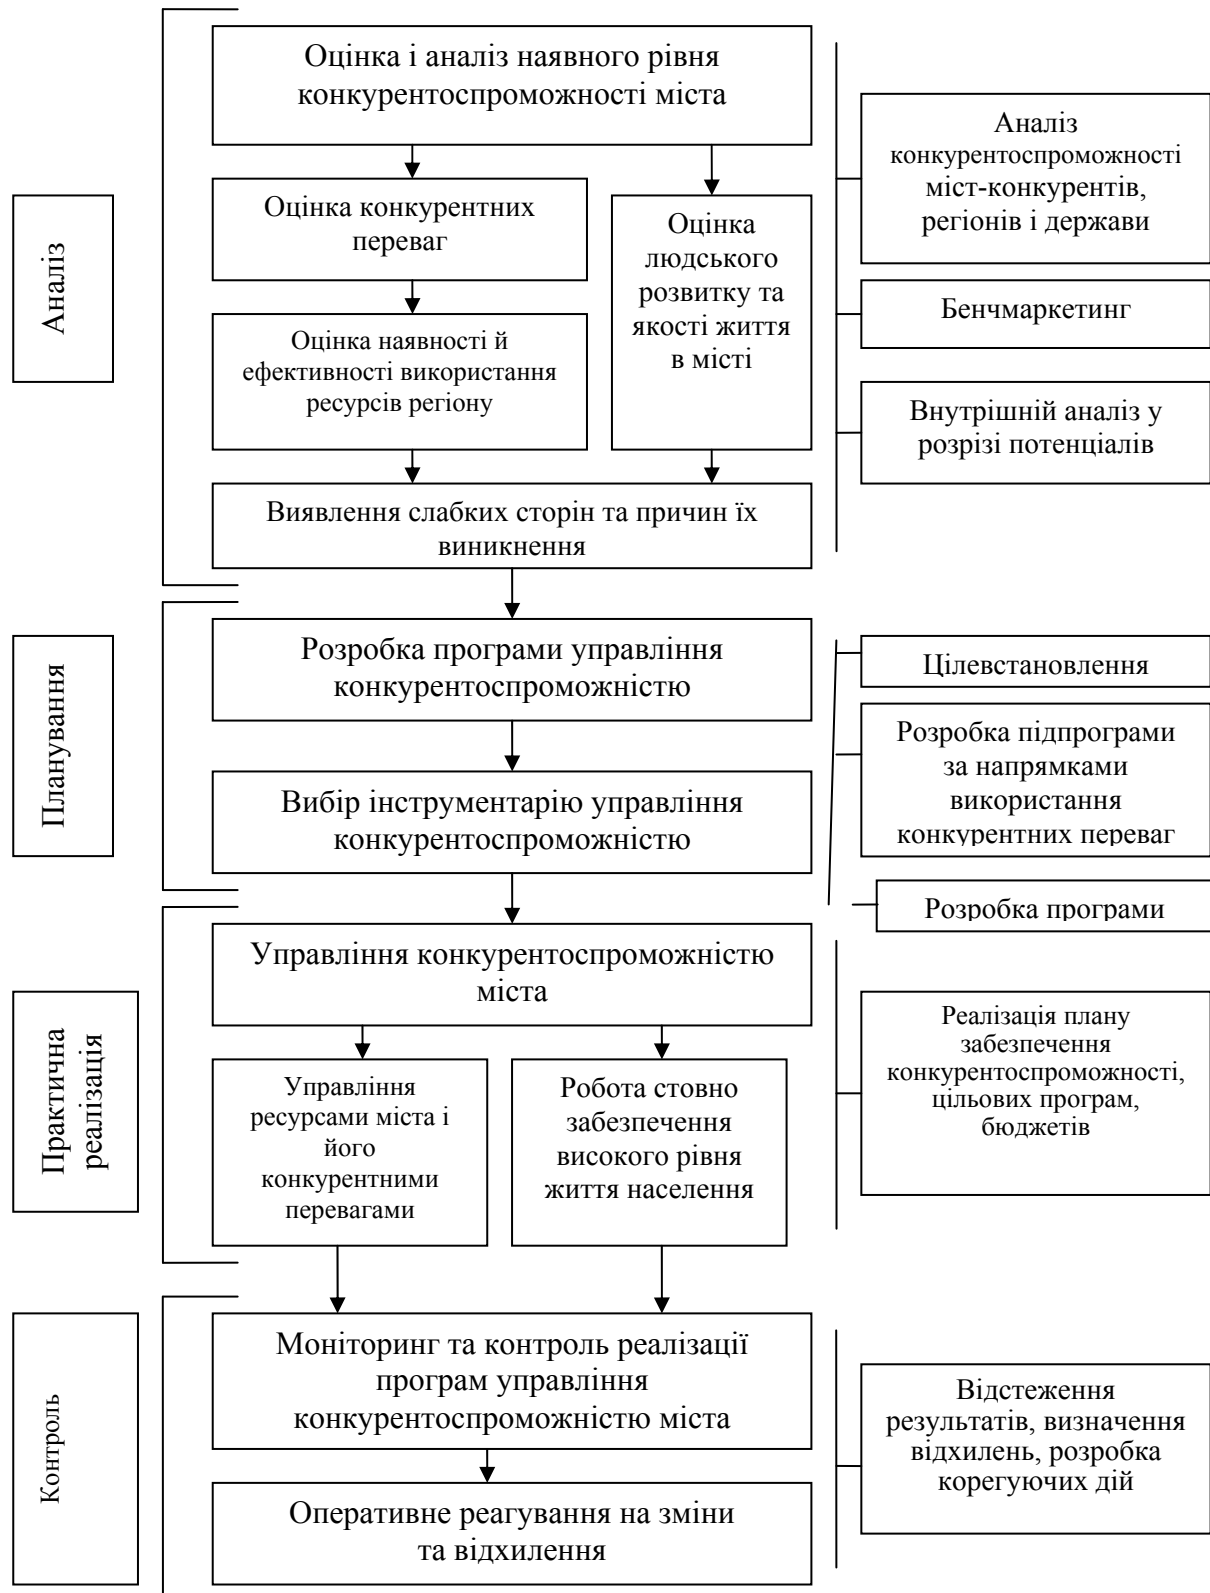 Аналіз
Оцінка і аналіз наявного рівня
конкурентоспроможності міста
Оцінка конкурентних
переваг
Оцінка наявності й
ефективності використання
ресурсів регіону
Оцінка
людського
розвитку та
якості життя
в місті
Виявлення слабких сторін та причин їх
виникнення
Аналіз
конкурентоспроможності
міст-конкурентів,
регіонів і держави
Бенчмаркетинг
Внутрішній аналіз у
розрізі потенціалів
Планування
Розробка програми управління
конкурентоспроможністю
Вибір інструментарію управління
конкурентоспроможністю
Цілевстановлення
Розробка підпрограми
за напрямками
використання
конкурентних переваг
Розробка програми
Практична
реалізація
Управління конкурентоспроможністю
міста
Управління
ресурсами міста і
його
конкурентними
перевагами
Робота стовно
забезпечення
високого рівня
життя населення
Реалізація плану
забезпечення
конкурентоспроможності,
цільових програм,
бюджетів
Контроль
Моніторинг та контроль реалізації
програм управління
конкурентоспроможністю міста
Оперативне реагування на зміни
та відхилення
Відстеження
результатів, визначення
відхилень, розробка
корегуючих дій